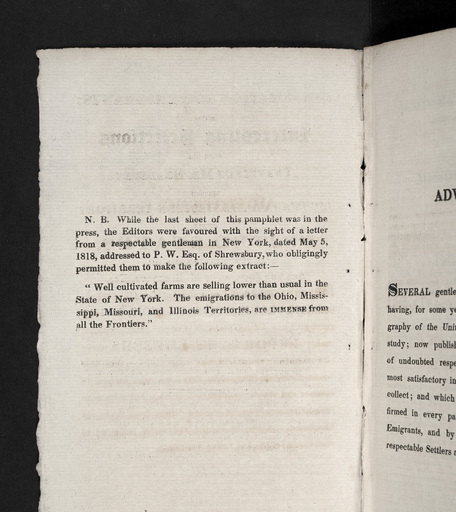 N. B. While the last sheet of this pamphlet was in the
press, the Editors were favoured with the sight of a letter
from a respectable gentleman in New York, dated May 5,
1818, addressed to P. W. Esq. of Shrewsbury, who obligingly
permitted them to make the following extract:—
“ Well cultivated farms are selling lower than usual in the
State of New York. The emigrations to the Ohio, Missis-
sippi, Missouri, and Illinois Territories, are IMMENSE from
all the Frontiers.”
ADV
SEVERAL gentle
having, for some ye
graphy of the Uni
study; now publis
of undoubted respe
most satisfactory in
collect; and which
firmed in every pa
Emigrants, and by
respectable Settlers a